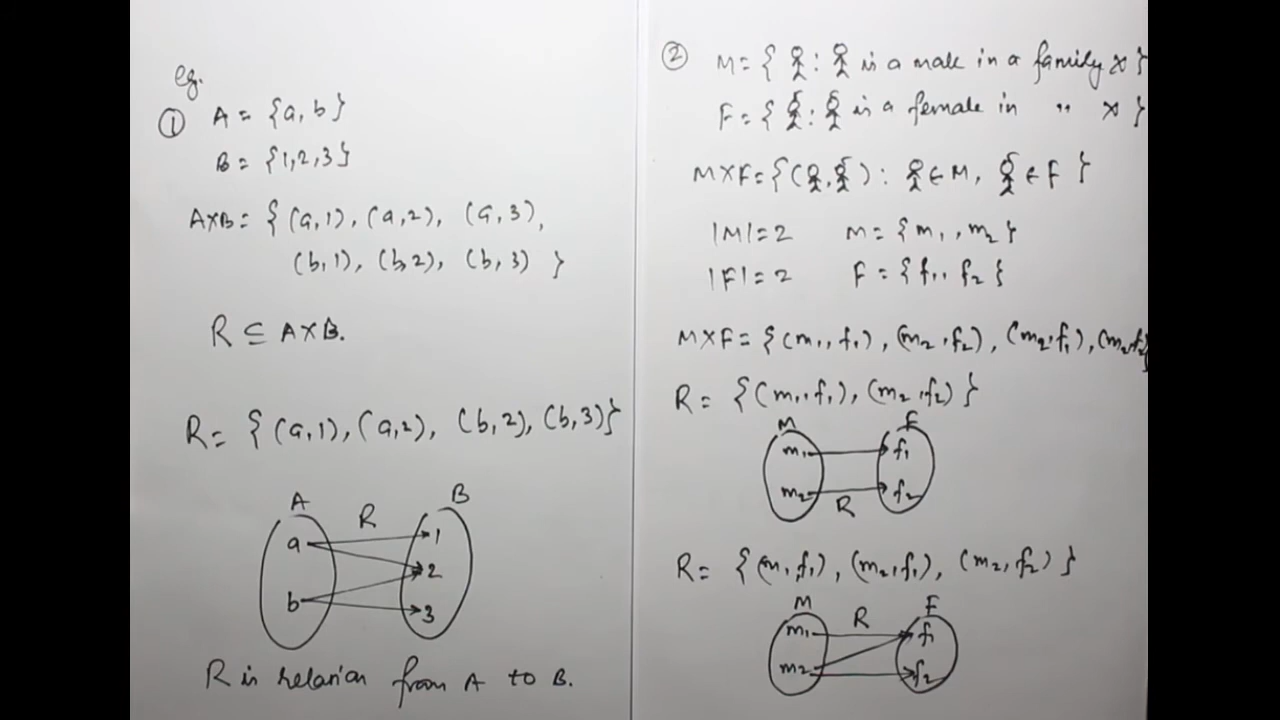 eg.
① A = {a, b}
B = {1,2,3}
A×B = { (a,1), (a,2), (a,3),
(b,1), (b,2), (b,3) }
R ⊆ A×B.
R = { (a,1), (a,2), (b,2), (b,3)}
A R B
a 1
2
b 3
R is relation from A to B.
② M = { : is a male in a family x }
F = { : is a female in " x }
M×F = {( , ) : ∈ M, ∈ F }
|M| = 2 M = {m₁, m₂}
|F| = 2 F = {f₁, f₂}
M×F = {(m₁, f₁), (m₂, f₂), (m₂, f₁), (m₂
R = {(m₁, f₁), (m₂, f₂)}
M F
m₁ f₁
m₂ R f₂
R = {(m₁, f₁), (m₂, f₁), (m₂, f₂)}
M R F
m₁ f₁
m₂ f₂